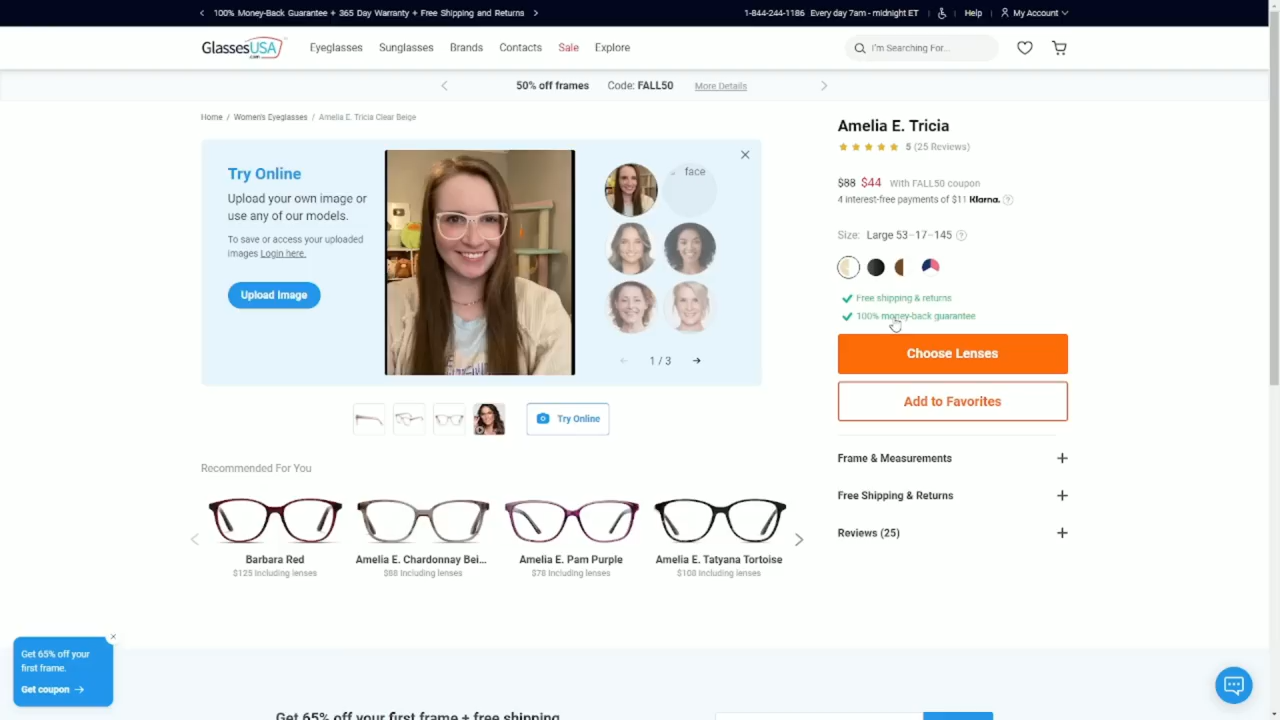 100% Money-Back Guarantee + 365 Day Warranty + Free Shipping and Returns
1-844-244-1186 Every day 7am - midnight ET | Help My Account
GlassesUSA
.com
Eyeglasses Sunglasses Brands Contacts Sale Explore
I'm Searching For...
50% off frames Code: FALL50 More Details
Home / Women's Eyeglasses / Amelia E. Tricia Clear Beige
Try Online
Upload your own image or
use any of our models.
To save or access your uploaded
images Login here.
Upload Image
face
1 / 3
Try Online
Amelia E. Tricia
5 (25 Reviews)
$88 $44 With FALL50 coupon
4 interest-free payments of $11 Klarna. ?
Size: Large 53-17-145 ?
Free shipping & returns
100% money-back guarantee
Choose Lenses
Add to Favorites
Frame & Measurements +
Free Shipping & Returns +
Reviews (25) +
Recommended For You
Barbara Red
$125 Including lenses
Amelia E. Chardonnay Bei...
$88 Including lenses
Amelia E. Pam Purple
$78 Including lenses
Amelia E. Tatyana Tortoise
$108 Including lenses
Get 65% off your
first frame.
Get coupon →
Get 65% off your first frame + free shipping